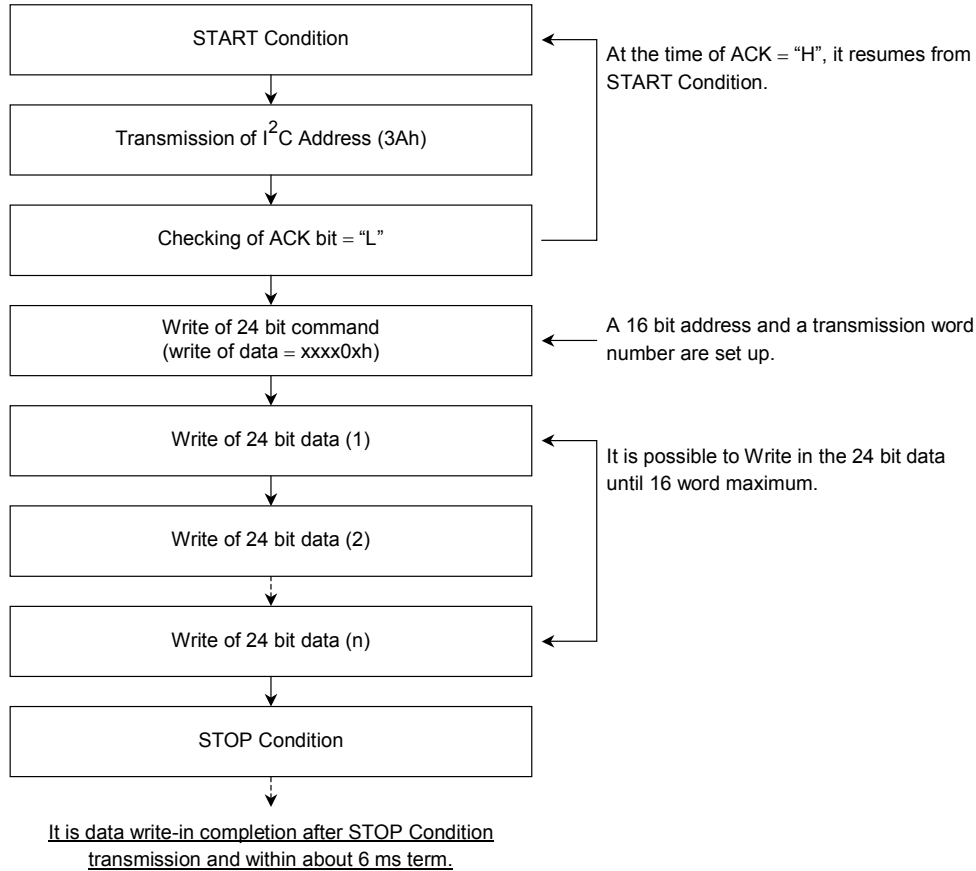 START Condition
At the time of ACK = “H”, it resumes from
START Condition.
Transmission of I²C Address (3Ah)
Checking of ACK bit = “L”
Write of 24 bit command
(write of data = xxxx0xh)
A 16 bit address and a transmission word
number are set up.
Write of 24 bit data (1)
It is possible to Write in the 24 bit data
until 16 word maximum.
Write of 24 bit data (2)
Write of 24 bit data (n)
STOP Condition
It is data write-in completion after STOP Condition
transmission and within about 6 ms term.